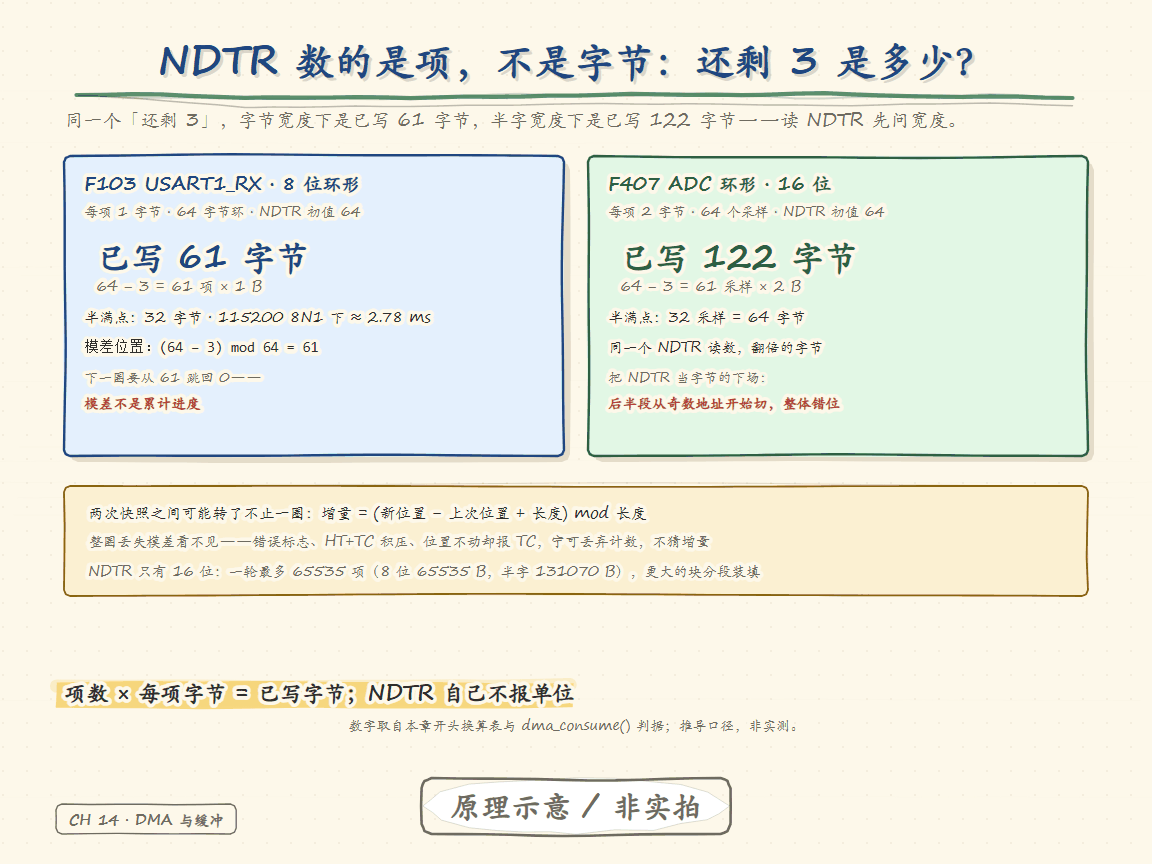 NDTR 数的是项，不是字节：还剩 3 是多少？
同一个「还剩 3」，字节宽度下是已写 61 字节，半字宽度下是已写 122 字节——读 NDTR 先问宽度。
F103 USART1_RX · 8 位环形
每项 1 字节 · 64 字节环 · NDTR 初值 64
已写 61 字节
64 − 3 = 61 项 × 1 B
半满点：32 字节 · 115200 8N1 下 ≈ 2.78 ms
模差位置：(64 − 3) mod 64 = 61
下一圈要从 61 跳回 0——
模差不是累计进度
F407 ADC 环形 · 16 位
每项 2 字节 · 64 个采样 · NDTR 初值 64
已写 122 字节
64 − 3 = 61 采样 × 2 B
半满点：32 采样 = 64 字节
同一个 NDTR 读数，翻倍的字节
把 NDTR 当字节的下场：
后半段从奇数地址开始切，整体错位
两次快照之间可能转了不止一圈：增量 = (新位置 − 上次位置 + 长度) mod 长度
整圈丢失模差看不见——错误标志、HT+TC 积压、位置不动却报 TC，宁可丢弃计数，不猜增量
NDTR 只有 16 位：一轮最多 65535 项（8 位 65535 B，半字 131070 B），更大的块分段装填
项数 × 每项字节 = 已写字节；NDTR 自己不报单位
数字取自本章开头换算表与 dma_consume() 判据；推导口径，非实测。
原理示意 / 非实拍
CH 14 · DMA 与缓冲